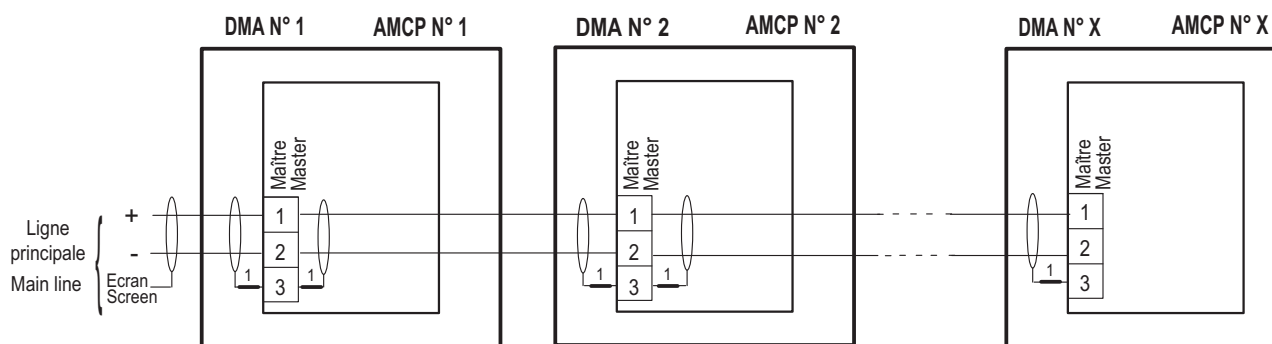 DMA N° 1 AMCP N° 1
DMA N° 2 AMCP N° 2
DMA N° X AMCP N° X
Ligne
principale
Main line
+
-
Ecran
Screen
Maître
Master
1
2
3
1
1
Maître
Master
1
2
3
1
1
Maître
Master
1
2
3
1